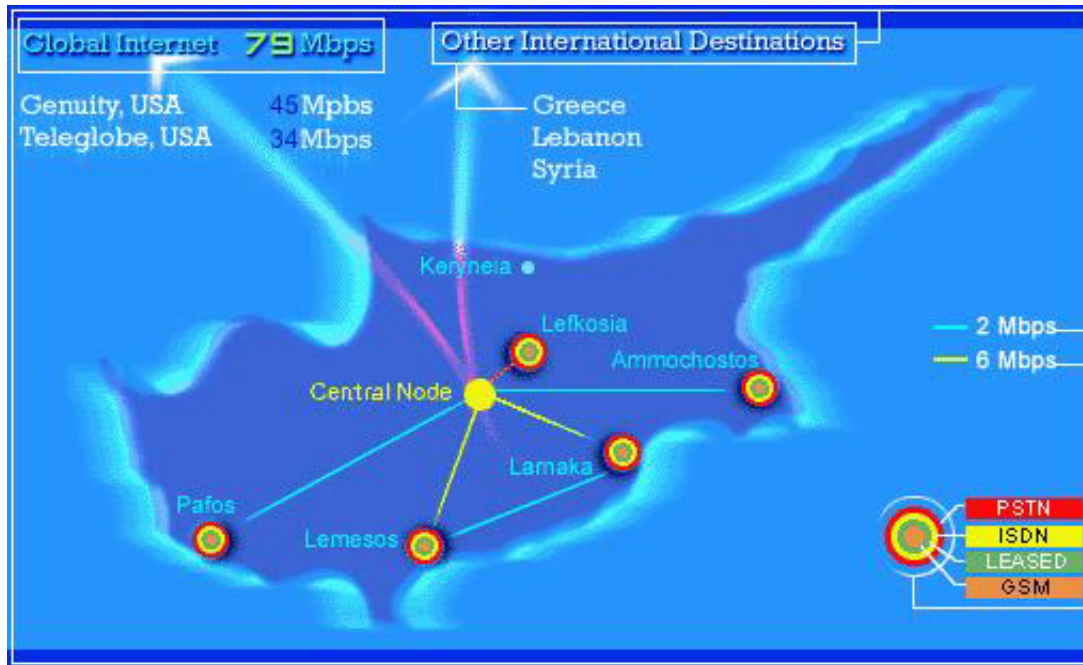 Global Internet 79 Mbps
Genuity, USA 45 Mpbs
Teleglobe, USA 34 Mbps
Other International Destinations
Greece
Lebanon
Syria
Keryneia
Lefkosia
Ammochostos
Central Node
Larnaka
Pafos
Lemesos
2 Mbps
6 Mbps
PSTN
ISDN
LEASED
GSM